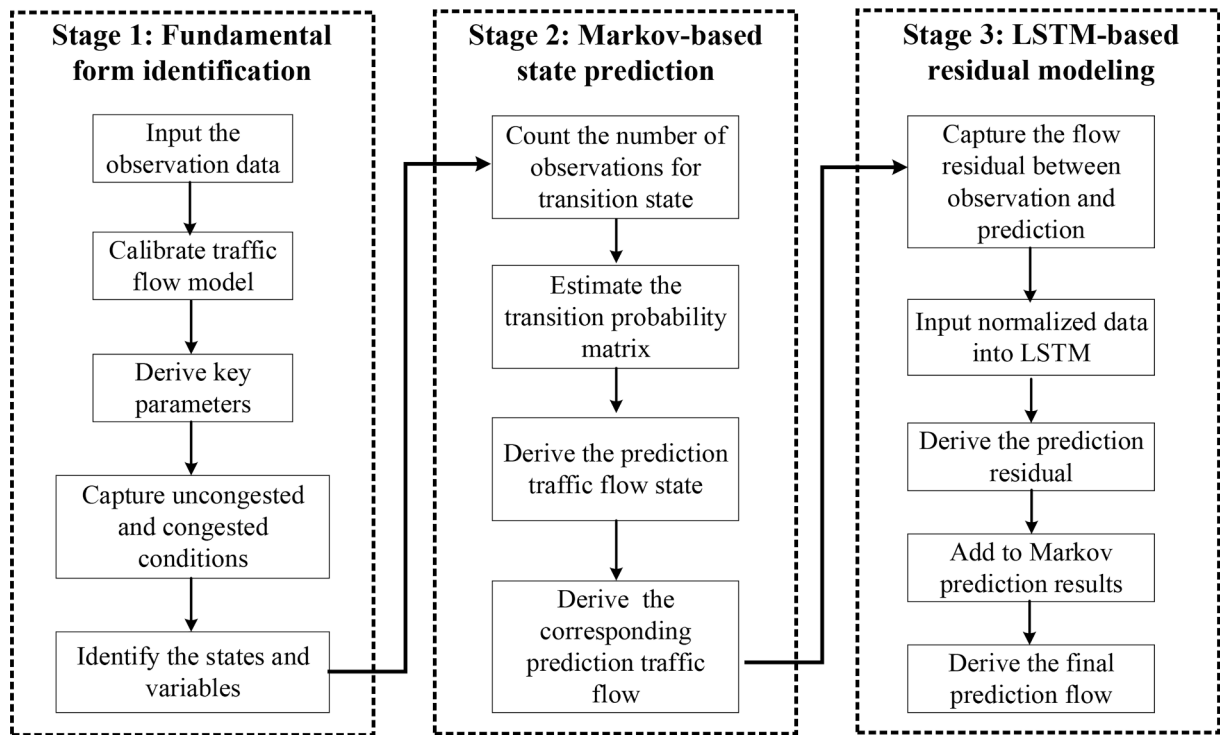 Stage 1: Fundamental
form identification
Input the
observation data
Calibrate traffic
flow model
Derive key
parameters
Capture uncongested
and congested
conditions
Identify the states and
variables
Stage 2: Markov-based
state prediction
Count the number of
observations for
transition state
Estimate the
transition probability
matrix
Derive the prediction
traffic flow state
Derive the
corresponding
prediction traffic
flow
Stage 3: LSTM-based
residual modeling
Capture the flow
residual between
observation and
prediction
Input normalized data
into LSTM
Derive the prediction
residual
Add to Markov
prediction results
Derive the final
prediction flow